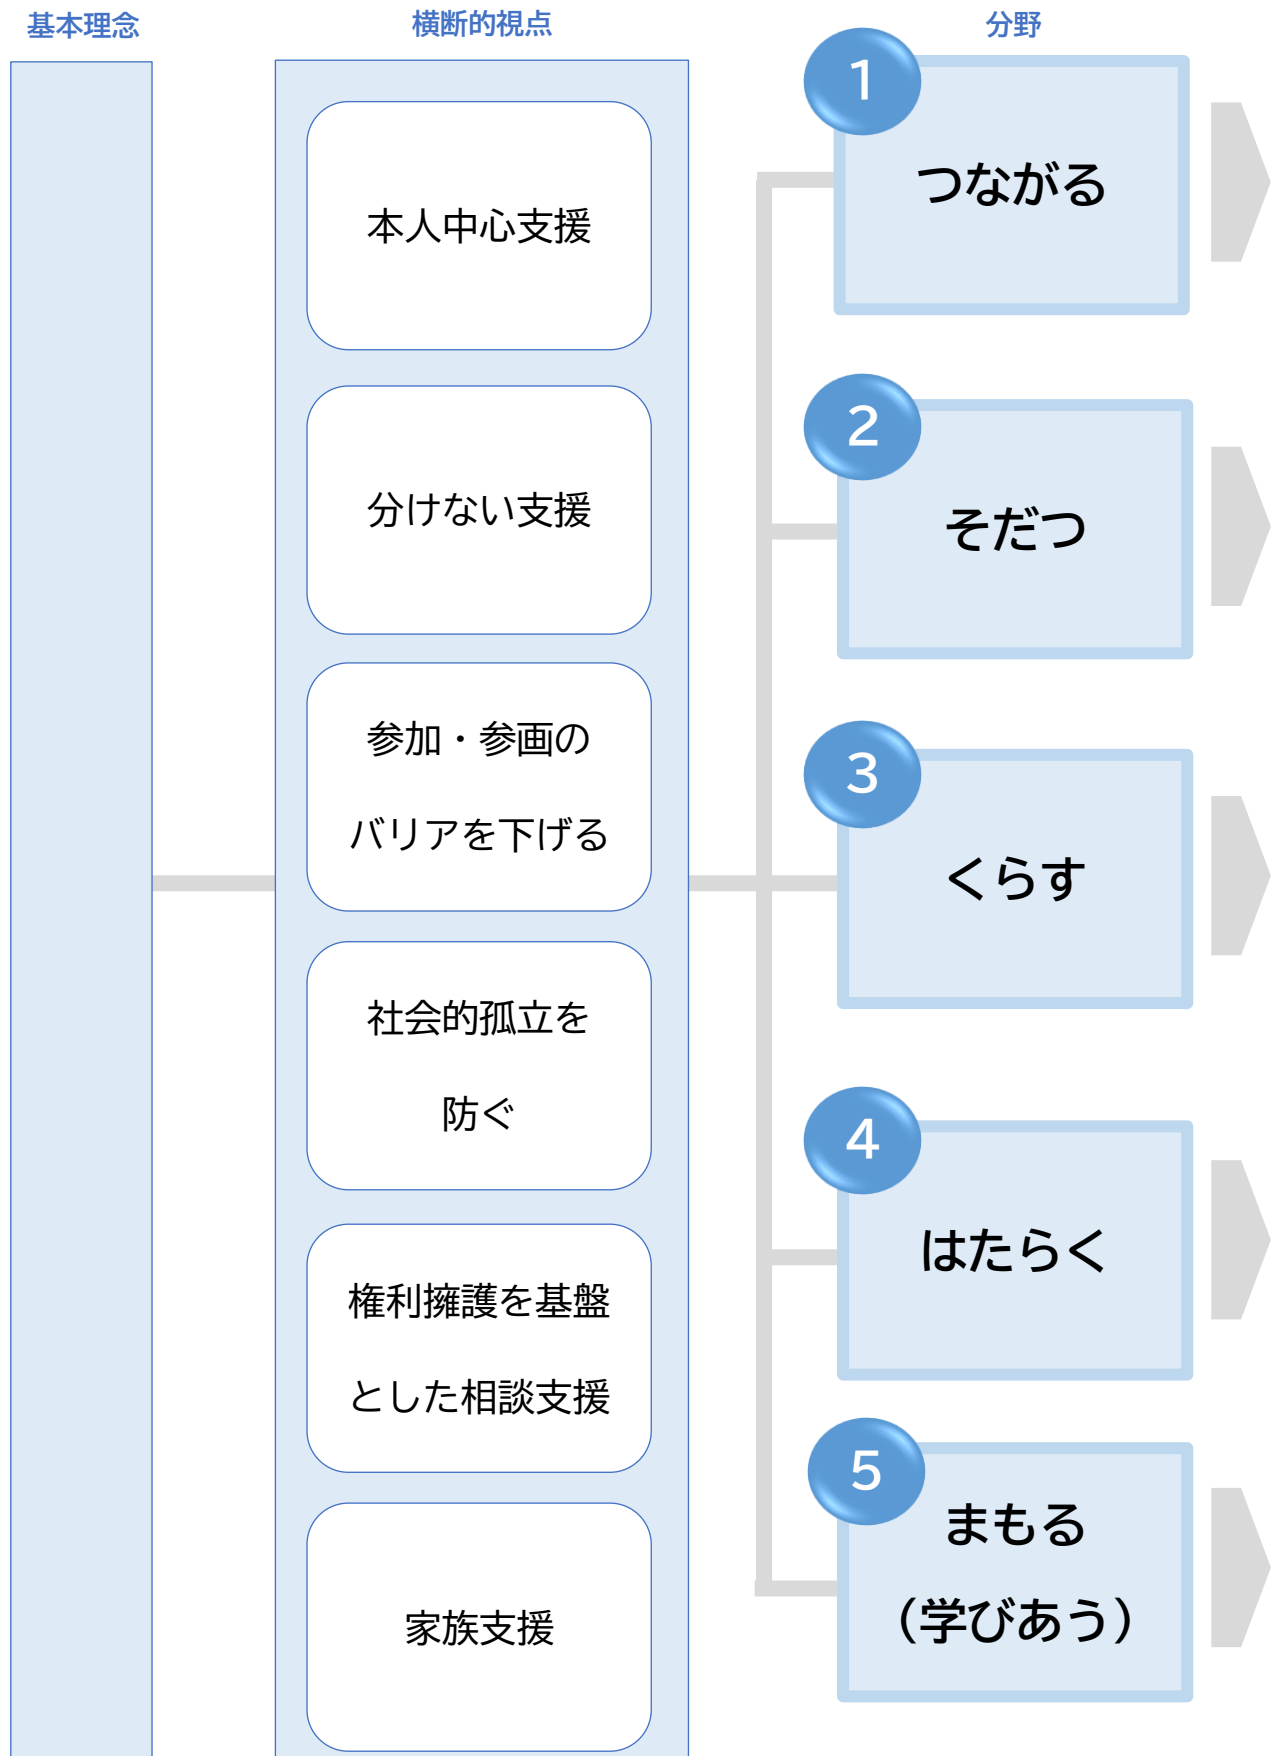 基本理念
横断的視点
分野
本人中心支援
分けない支援
参加・参画の
バリアを下げる
社会的孤立を
防ぐ
権利擁護を基盤
とした相談支援
家族支援
1
つながる
2
そだつ
3
くらす
4
はたらく
5
まもる
（学びあう）